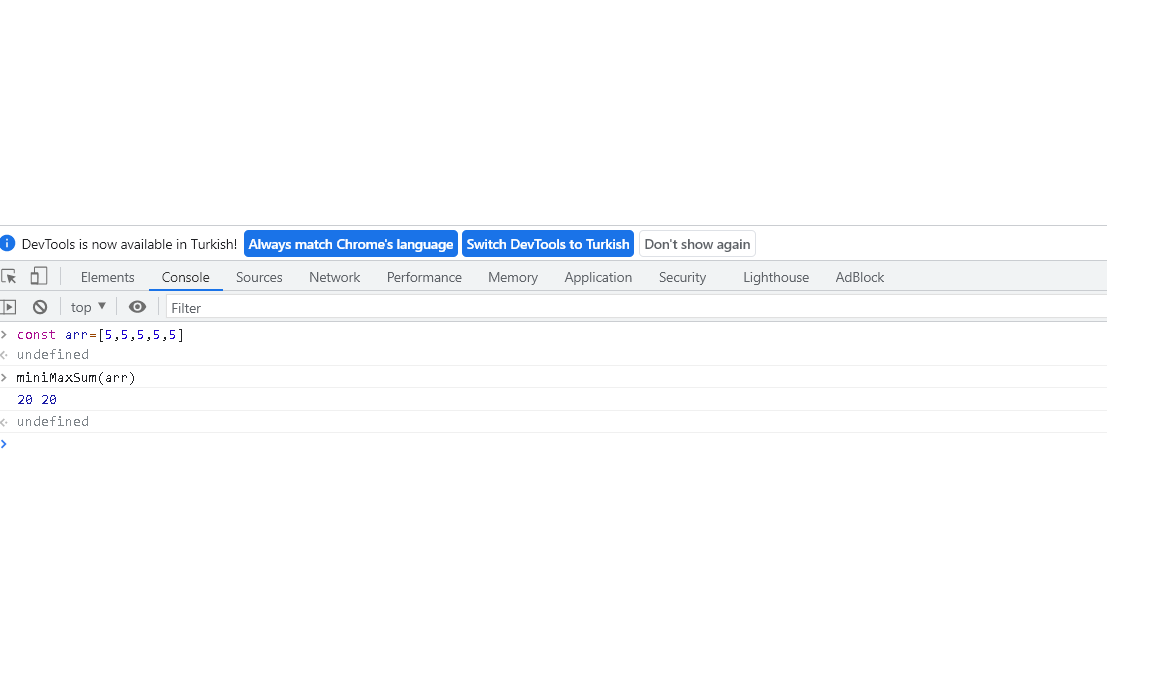 DevTools is now available in Turkish! Always match Chrome's language Switch DevTools to Turkish Don't show again
Elements Console Sources Network Performance Memory Application Security Lighthouse AdBlock
top Filter
const arr=[5,5,5,5,5]
undefined
miniMaxSum(arr)
20 20
undefined